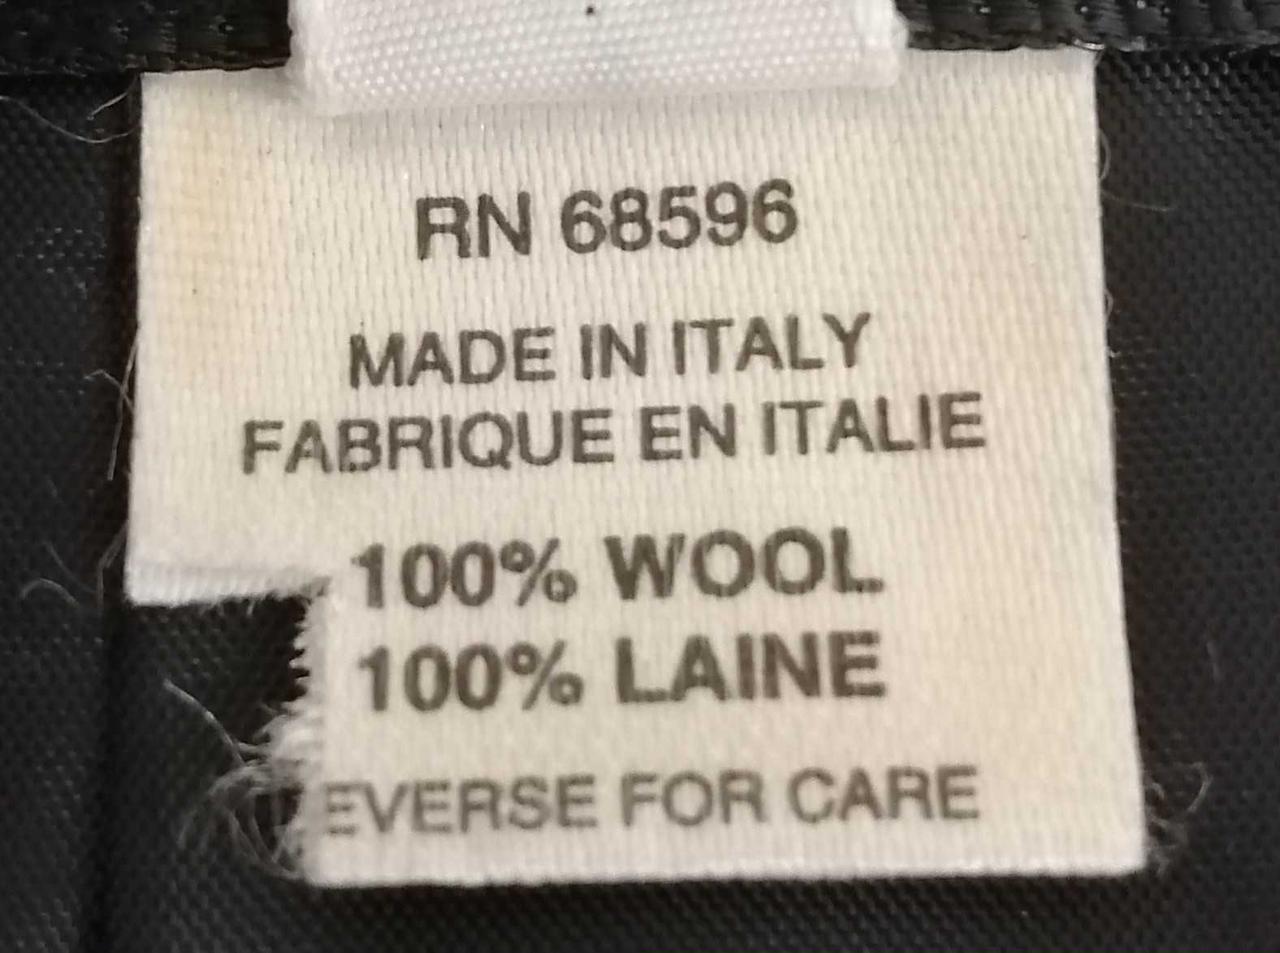 RN 68596
MADE IN ITALY
FABRIQUE EN ITALIE
100% WOOL
100% LAINE
EVERSE FOR CARE